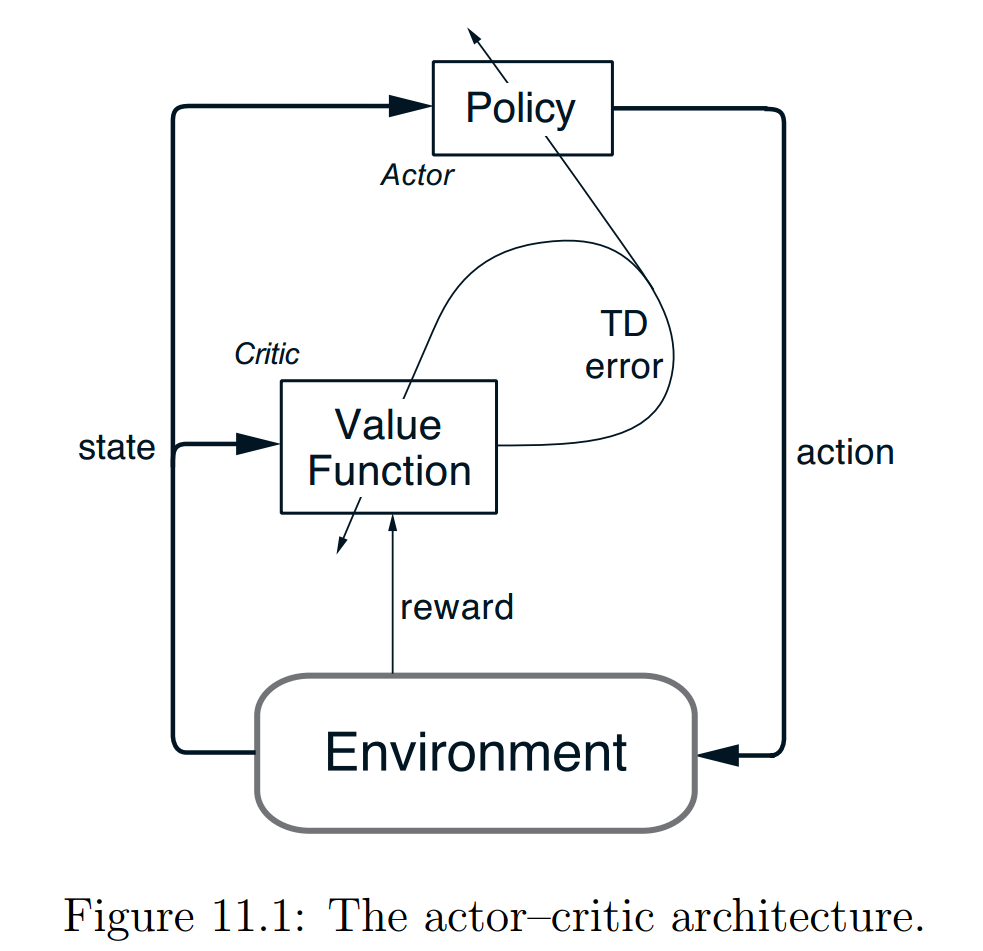 Policy
Actor
TD
error
Critic
Value
Function
state
action
reward
Environment
Figure 11.1: The actor–critic architecture.